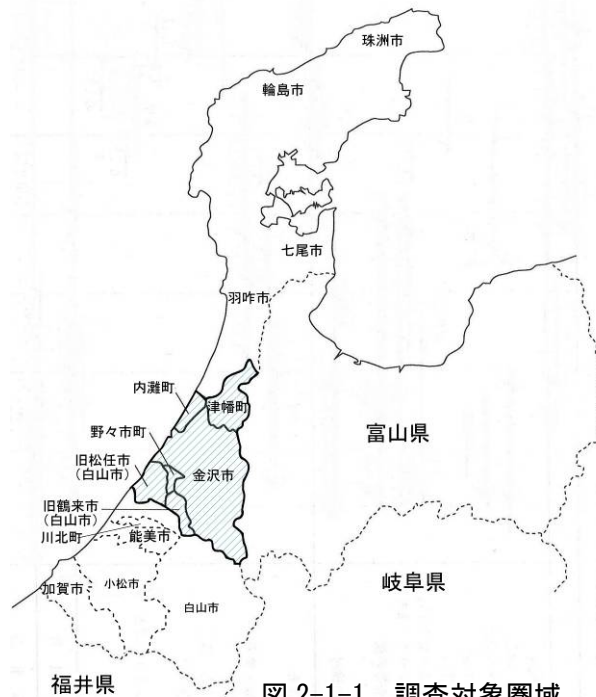 珠洲市
輪島市
七尾市
羽咋市
内灘町
津幡町
富山県
野々市町
旧松任市
(白山市)
金沢市
旧鶴来市
(白山市)
川北町
能美市
岐阜県
加賀市
小松市
白山市
福井県
図 2-1-1 調査対象圏域